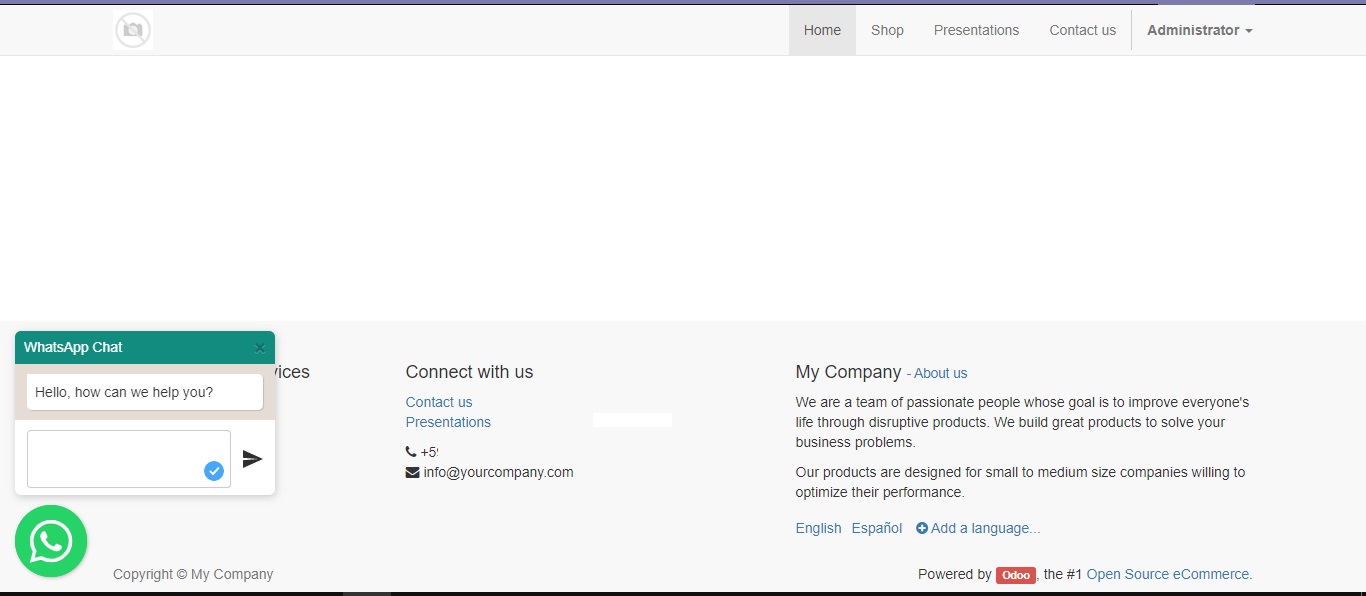 Home Shop Presentations Contact us Administrator
WhatsApp Chat ×
Hello, how can we help you?
Connect with us
Contact us
Presentations
info@yourcompany.com
My Company - About us
We are a team of passionate people whose goal is to improve everyone's
life through disruptive products. We build great products to solve your
business problems.
Our products are designed for small to medium size companies willing to
optimize their performance.
English Español Add a language...
Copyright © My Company
Powered by Odoo, the #1 Open Source eCommerce.